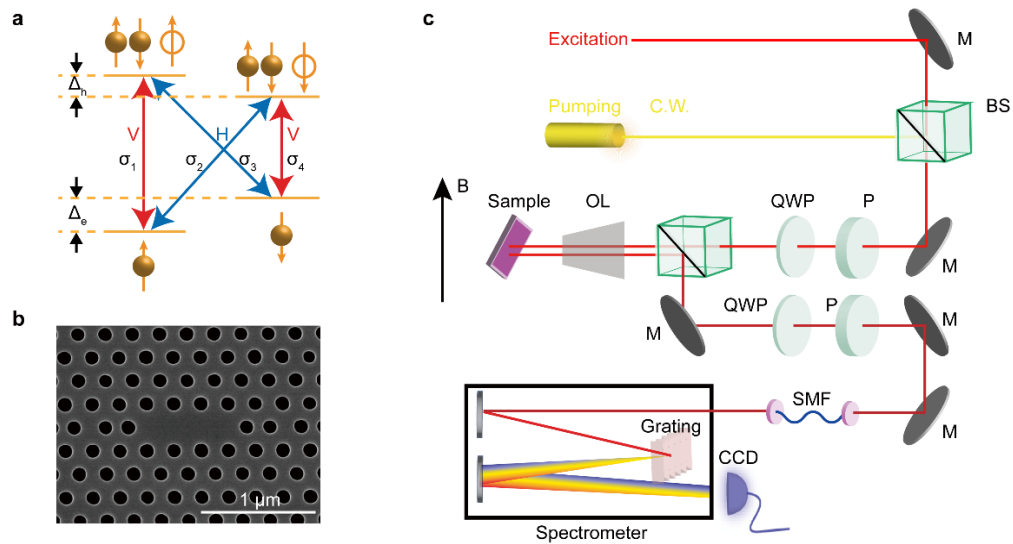 a
Δh
V
H
V
σ1
σ2
σ3
σ4
Δe
b
1 μm
c
Excitation
M
Pumping C.W.
BS
B
Sample
OL
QWP
P
M
QWP
P
M
M
SMF
M
Grating
CCD
Spectrometer